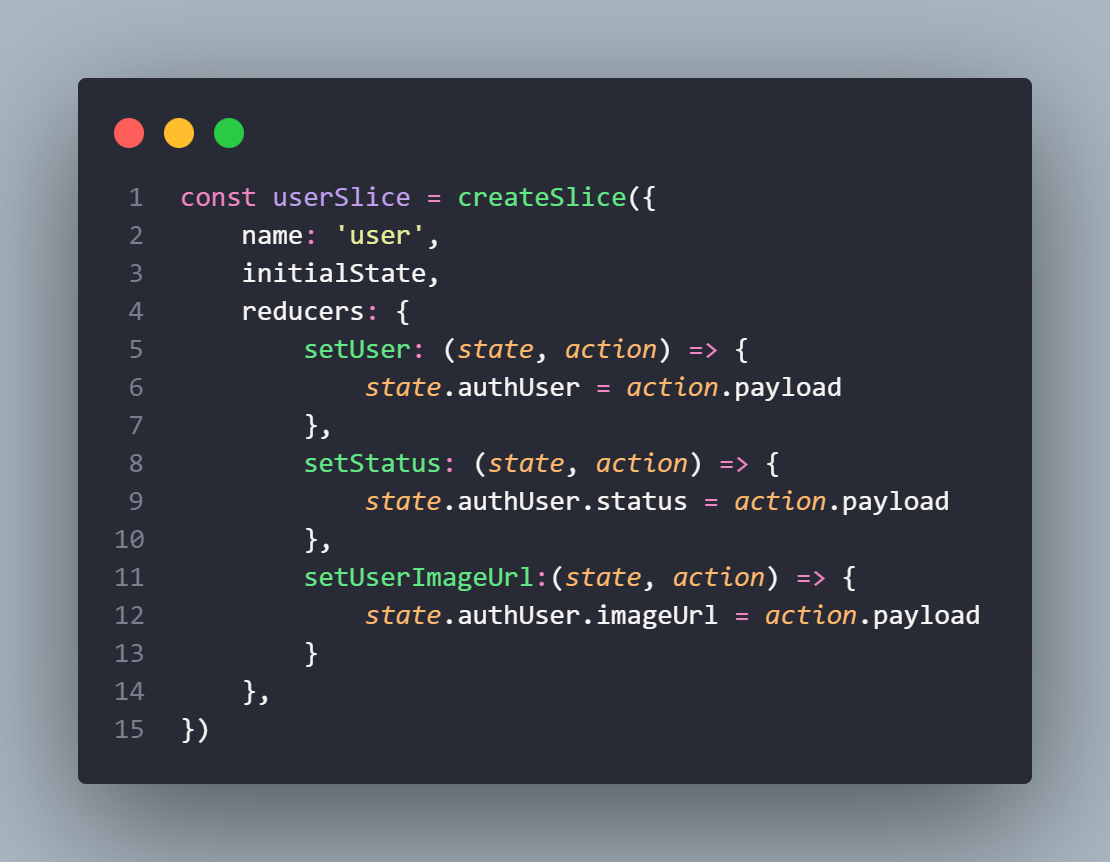 1 const userSlice = createSlice({
2     name: 'user',
3     initialState,
4     reducers: {
5         setUser: (state, action) => {
6             state.authUser = action.payload
7         },
8         setStatus: (state, action) => {
9             state.authUser.status = action.payload
10         },
11         setUserImageUrl:(state, action) => {
12             state.authUser.imageUrl = action.payload
13         }
14     },
15 })